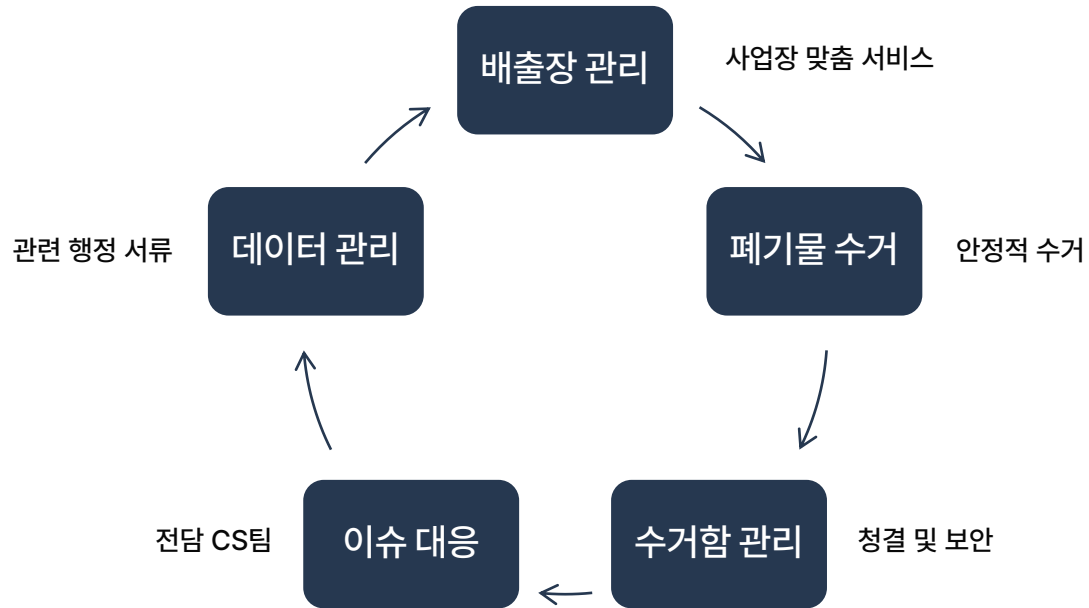 배출장 관리
사업장 맞춤 서비스
폐기물 수거
안정적 수거
수거함 관리
청결 및 보안
이슈 대응
전담 CS팀
데이터 관리
관련 행정 서류